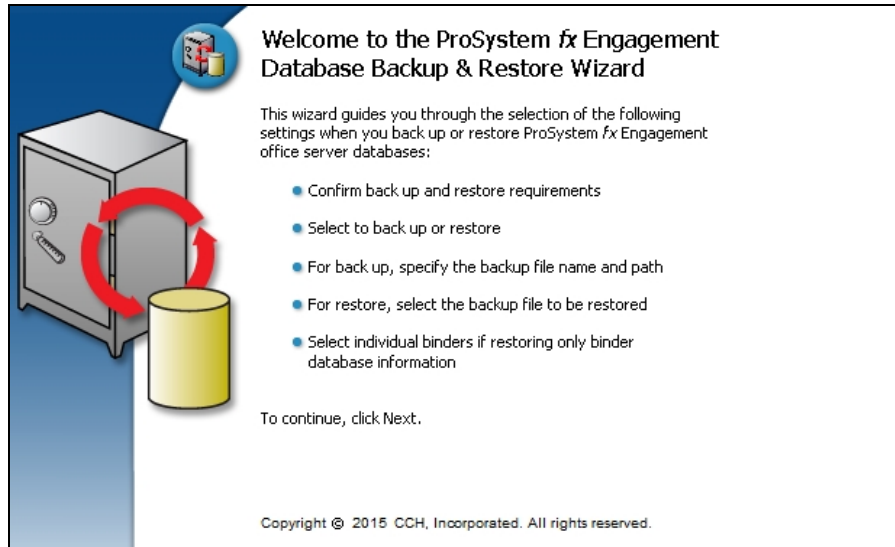 Welcome to the ProSystem fx Engagement
Database Backup & Restore Wizard
This wizard guides you through the selection of the following
settings when you back up or restore ProSystem fx Engagement
office server databases:
Confirm back up and restore requirements
Select to back up or restore
For back up, specify the backup file name and path
For restore, select the backup file to be restored
Select individual binders if restoring only binder
database information
To continue, click Next.
Copyright © 2015 CCH, Incorporated. All rights reserved.